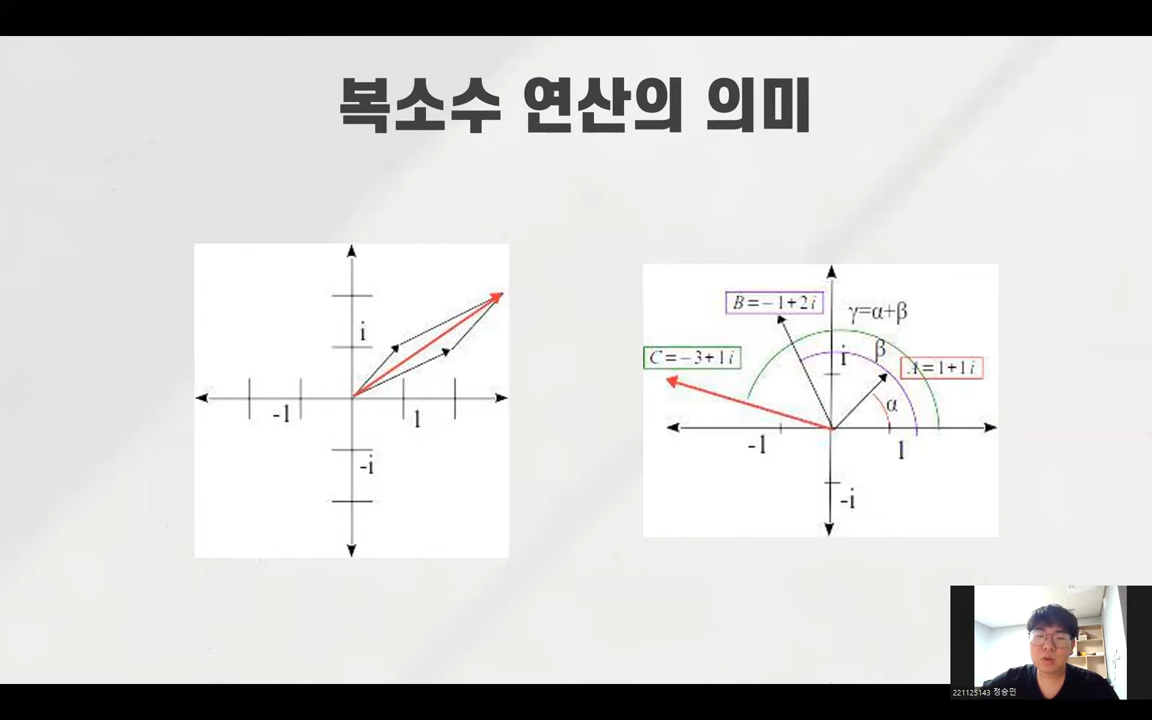 복소수 연산의 의미
i
-1
1
-i
B=-1+2i
γ=α+β
C=-3+1i
i
β
A=1+1i
α
-1
1
-i
221125143 정승민